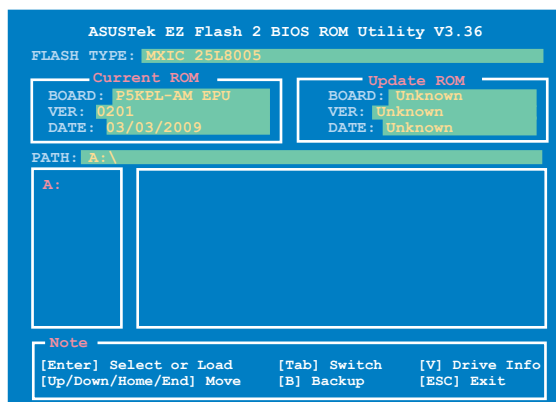 ASUSTek EZ Flash 2 BIOS ROM Utility V3.36
FLASH TYPE: MXIC 25L8005
Current ROM
BOARD: P5KPL-AM EPU
VER: 0201
DATE: 03/03/2009
Update ROM
BOARD: Unknown
VER: Unknown
DATE: Unknown
PATH: A:\
A:
Note
[Enter] Select or Load [Tab] Switch [V] Drive Info
[Up/Down/Home/End] Move [B] Backup [ESC] Exit